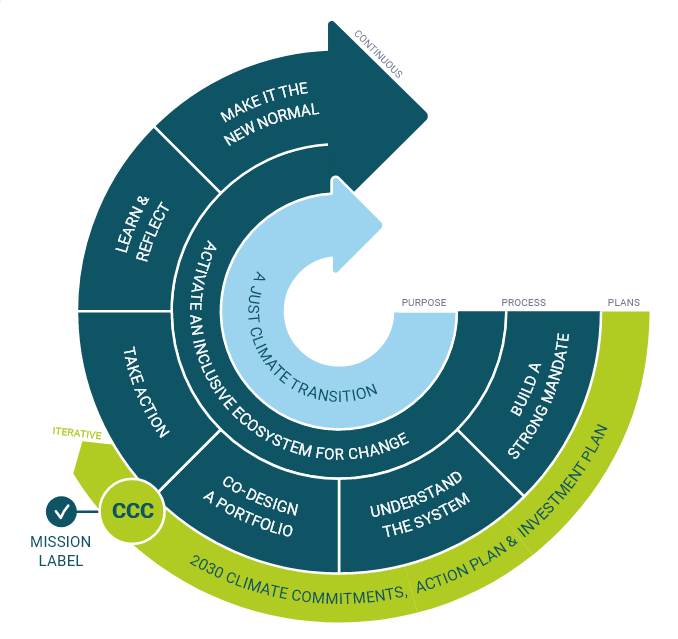 CONTINUOUS
MAKE IT THE
NEW NORMAL
LEARN &
REFLECT
ACTIVATE AN INCLUSIVE ECOSYSTEM FOR CHANGE
A JUST CLIMATE TRANSITION
PURPOSE
PROCESS
PLANS
BUILD A
STRONG MANDATE
TAKE ACTION
ITERATIVE
CO-DESIGN
A PORTFOLIO
UNDERSTAND
THE SYSTEM
CCC
MISSION
LABEL
2030 CLIMATE COMMITMENTS, ACTION PLAN & INVESTMENT PLAN